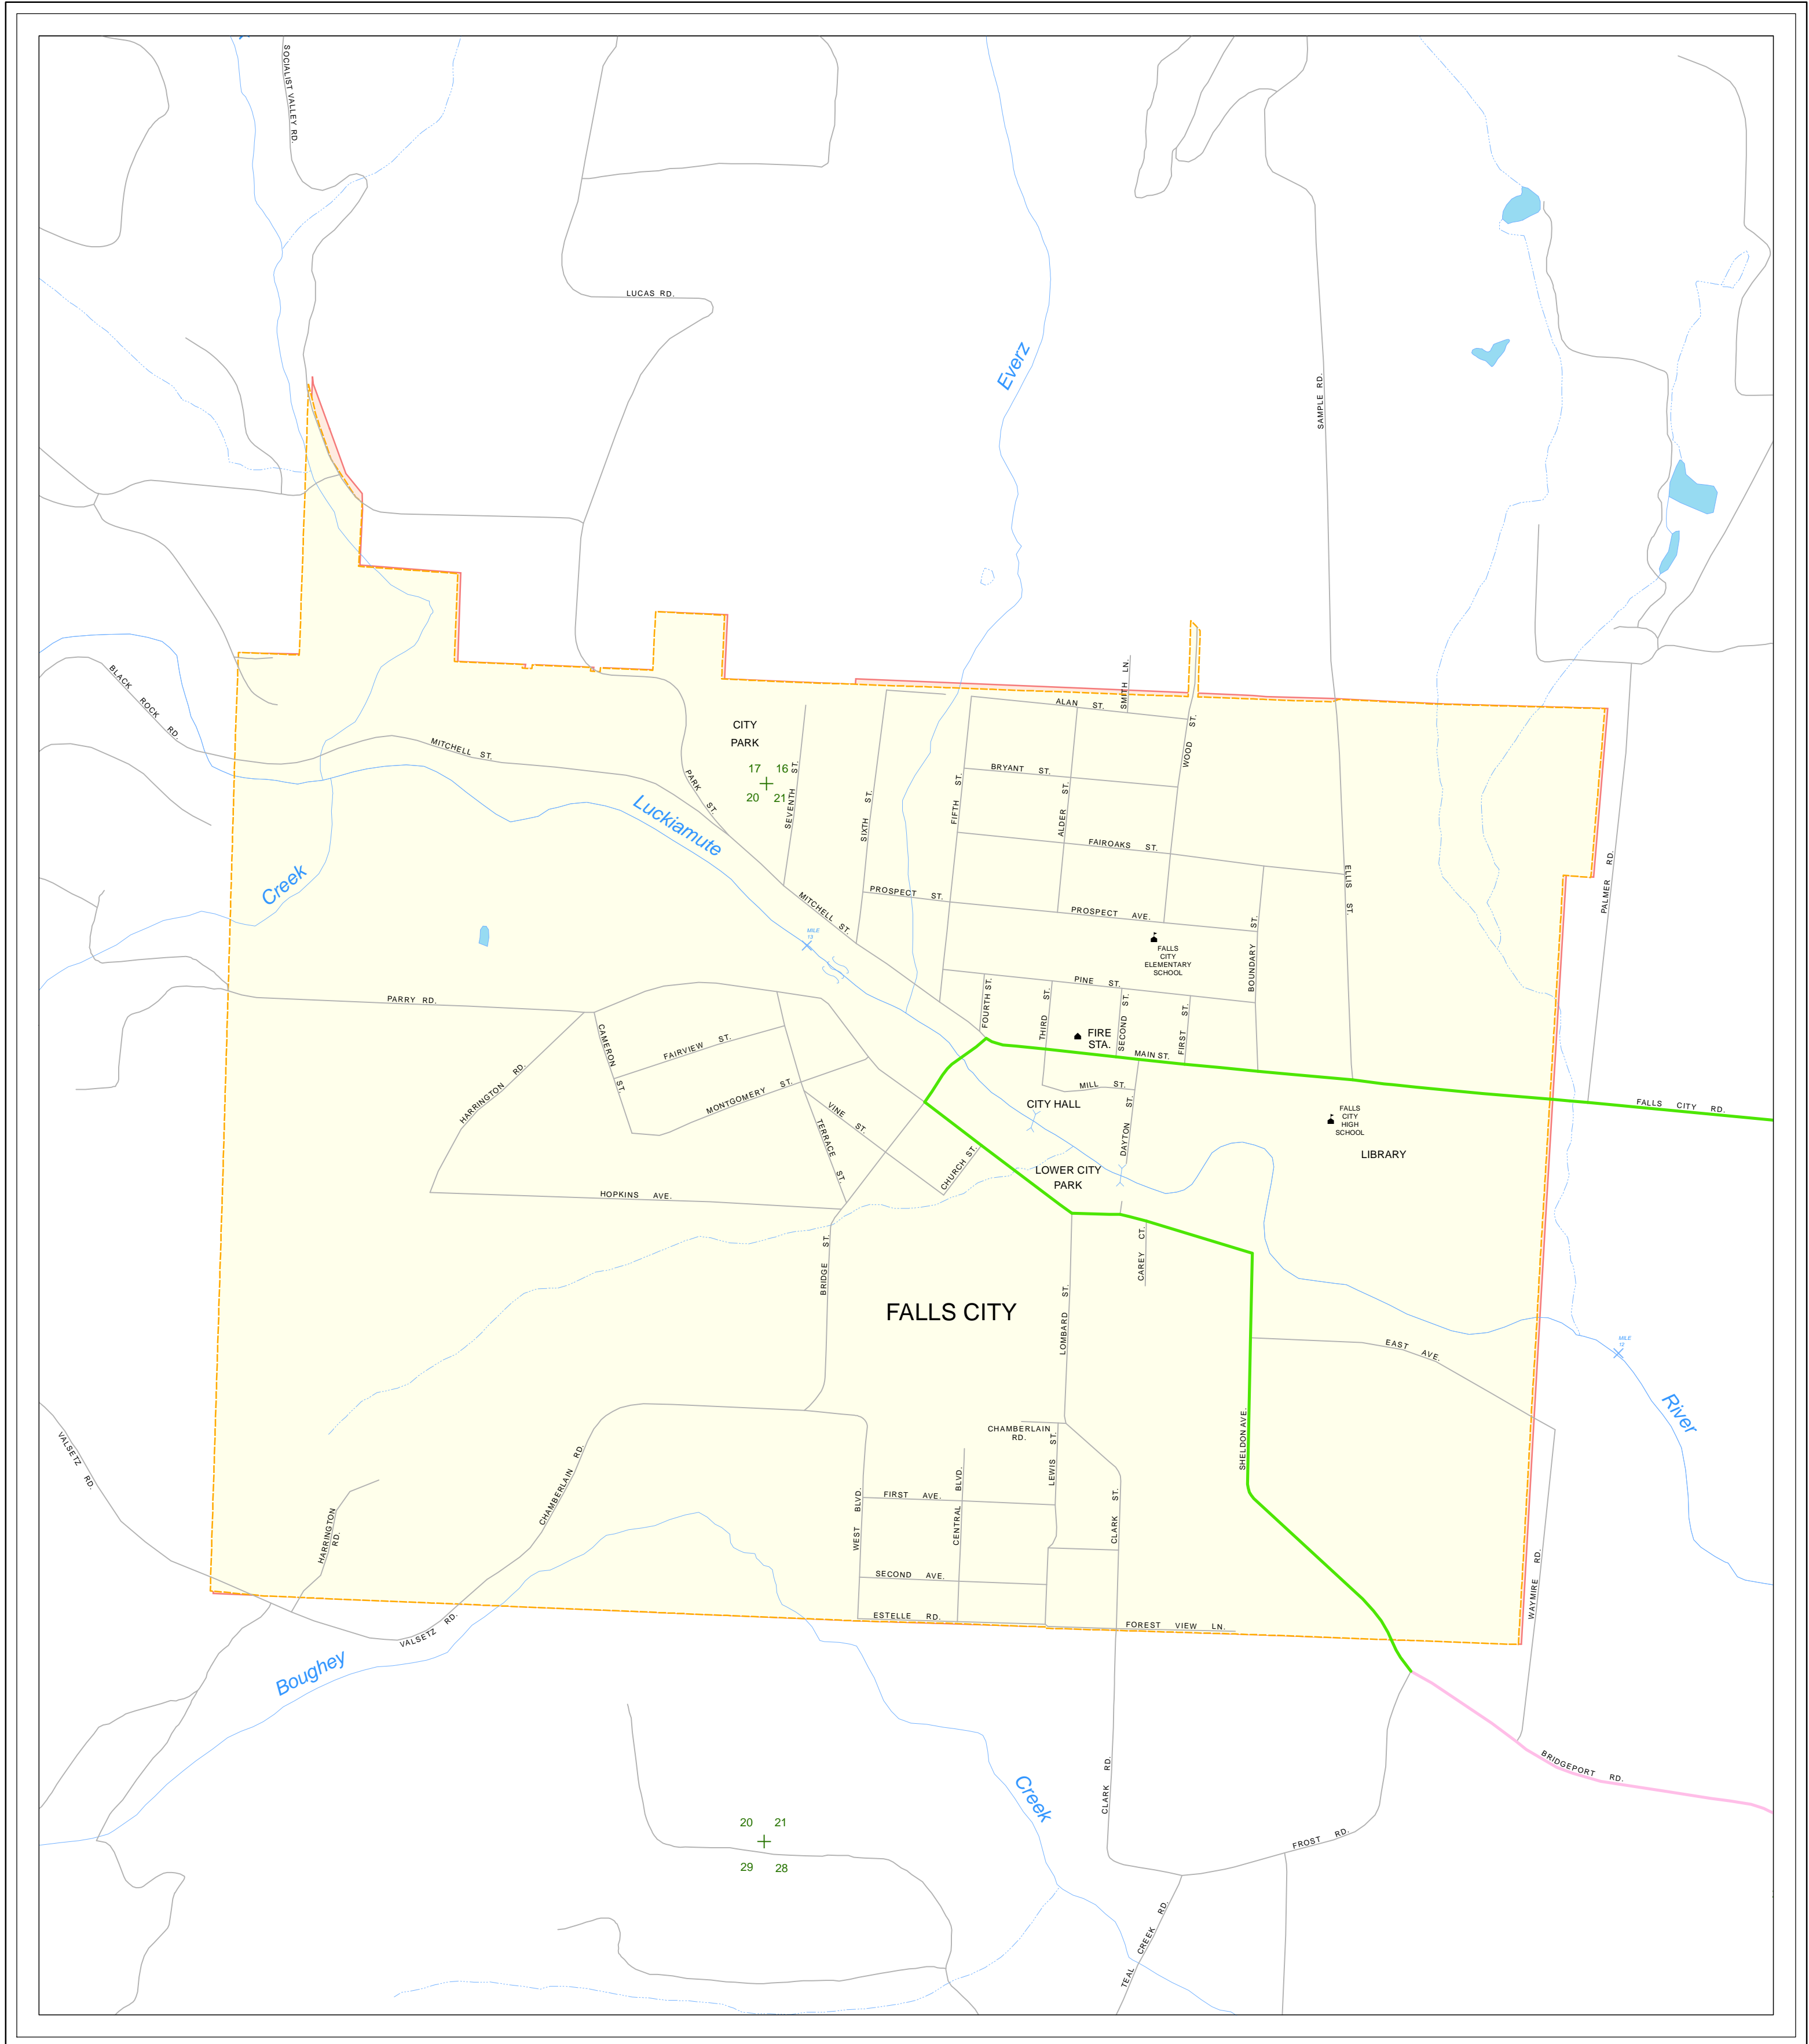 SOCIALIST VALLEY RD.
LUCAS RD.
Everz
SAMPLE RD.
BLACK ROCK RD.
MITCHELL ST.
CITY
PARK
17 16
20 21
PARK ST.
SEVENTH ST.
SIXTH ST.
FIFTH ST.
ALAN ST.
SMITH LN.
WOOD ST.
BRYANT ST.
ALDER ST.
FAIROAKS ST.
ELLIS ST.
PALMER RD.
Luckiamute
Creek
PROSPECT ST.
PROSPECT AVE.
MITCHELL ST.
MILE
13
FALLS
CITY
ELEMENTARY
SCHOOL
BOUNDARY ST.
PINE ST.
FOURTH ST.
THIRD ST.
SECOND ST.
FIRST ST.
FIRE
STA.
MAIN ST.
PARRY RD.
CAMERON ST.
FAIRVIEW ST.
HARRINGTON RD.
MONTGOMERY ST.
VINE ST.
TERRACE ST.
CHURCH ST.
MILL ST.
CITY HALL
DAYTON ST.
FALLS
CITY
HIGH
SCHOOL
LIBRARY
FALLS CITY RD.
LOWER CITY
PARK
HOPKINS AVE.
BRIDGE ST.
CAREY CT.
FALLS CITY
LOMBARD ST.
EAST AVE.
MILE
12
River
SHELDON AVE.
VALSETZ RD.
CHAMBERLAIN RD.
CHAMBERLAIN
RD.
LEWIS ST.
HARRINGTON
RD.
WEST BLVD.
FIRST AVE.
CENTRAL BLVD.
CLARK ST.
SECOND AVE.
WAYMIRE RD.
ESTELLE RD.
FOREST VIEW LN.
VALSETZ RD.
Boughey
Creek
CLARK RD.
BRIDGEPORT RD.
20 21
29 28
FROST RD.
TEAL CREEK RD.